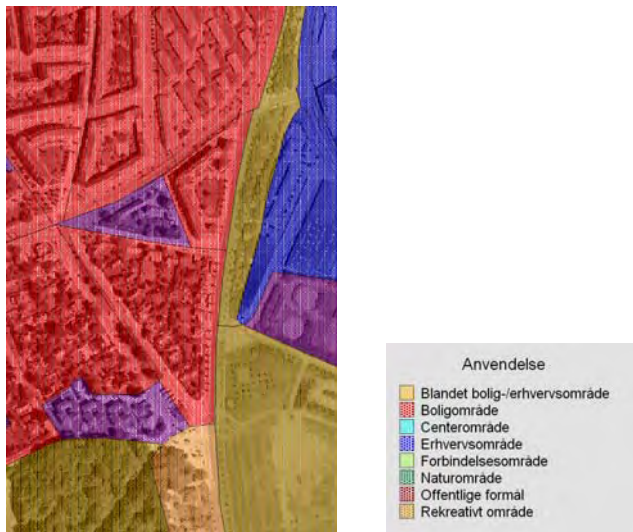 Anvendelse
Blandet bolig-/erhvervsområde
Boligområde
Centerområde
Erhvervsområde
Forbindelsesområde
Naturområde
Offentlige formål
Rekreativt område